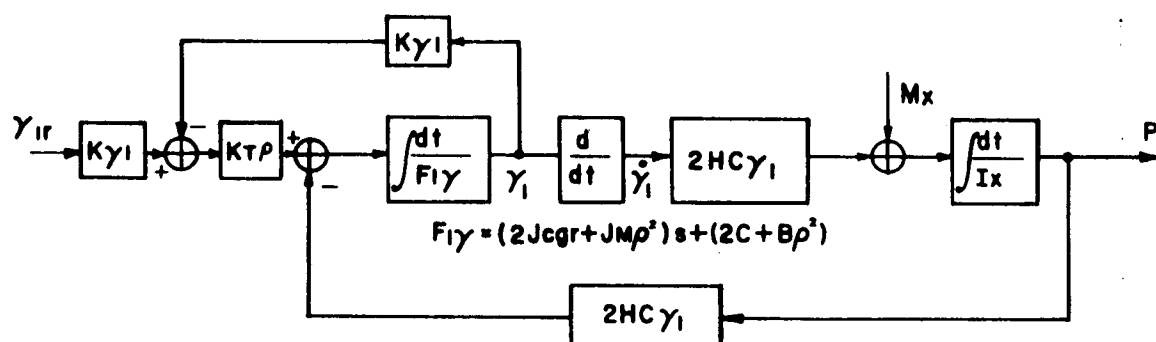 Kγ1
γ1r
Kγ1
+
−
KTρ
+
−
∫dt/F1γ
γ1
d/dt
γ̇1
2HCγ1
Mx
∫dt/Ix
P
F1γ = (2Jcgr+JMρ²)s+(2C+Bρ²)
2HCγ1